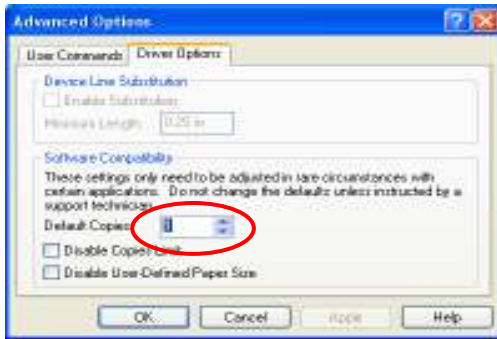 Advanced Options
User Commands Driver Options
Device Line Substitution
Enable Substitution
Minimum Length: 0.25 in
Software Compatibility
These settings only need to be adjusted in rare circumstances with
certain applications. Do not change the defaults unless instructed by a
support technician.
Default Copies: 1
Disable Copies Limit
Disable User-Defined Paper Size
OK Cancel Apply Help